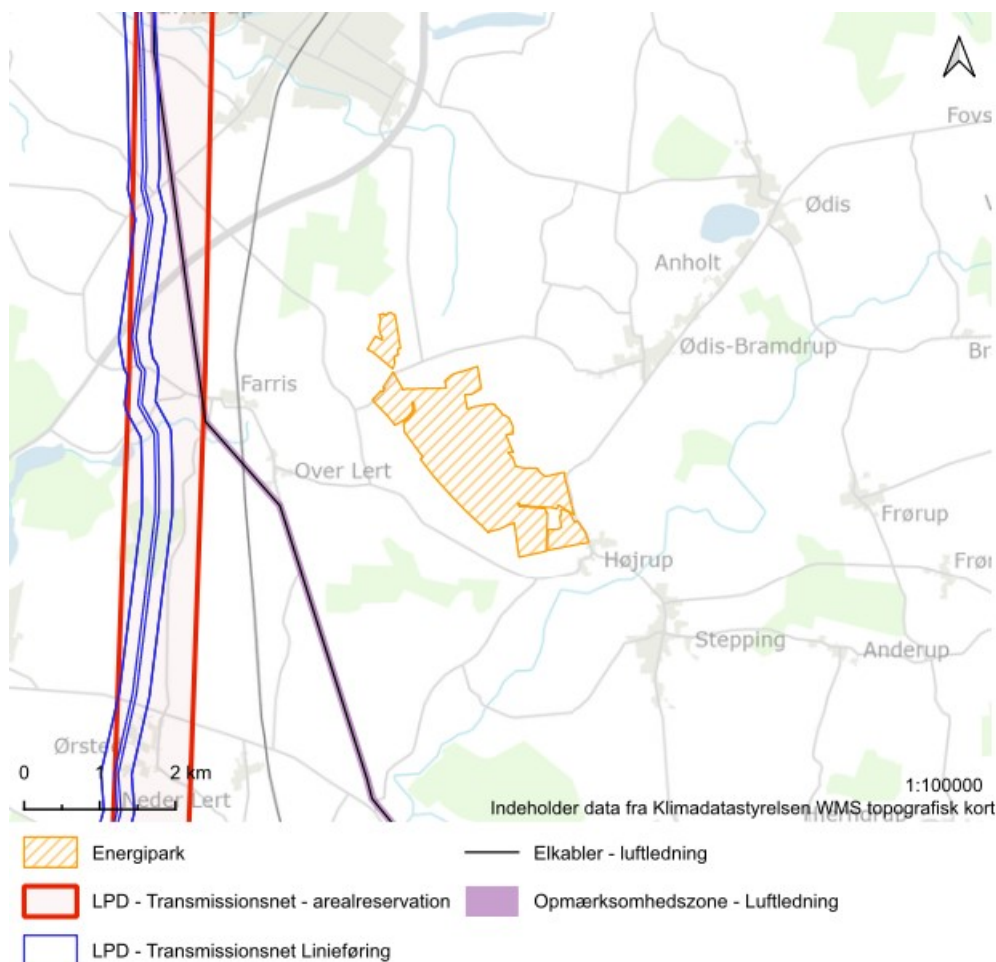 Fovs
Ødis
Anholt
Ødis-Bramdrup
Br
Farris
Over Lert
Frørup
Højrup
Frør
Stepping
Anderup
Ørste
0 1 2 km
Neder Lert
1:100000
Indeholder data fra Klimadatastyrelsen WMS topografisk kort
Energipark
Elkabler - luftledning
LPD - Transmissionsnet - arealreservation
Opmærksomhedszone - Luftledning
LPD - Transmissionsnet Linieføring